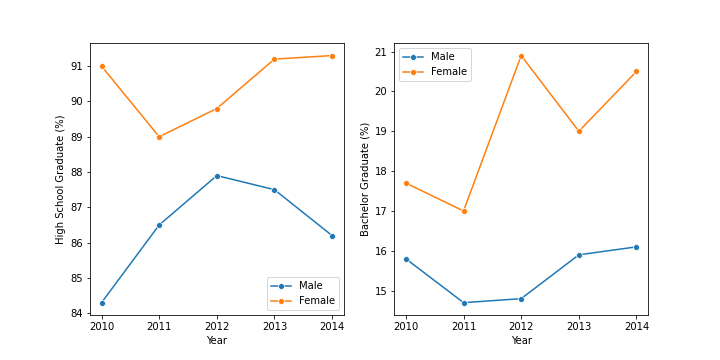 High School Graduate (%)
91
90
89
88
87
86
85
84
2010 2011 2012 2013 2014
Year
Male
Female
Bachelor Graduate (%)
21
20
19
18
17
16
15
2010 2011 2012 2013 2014
Year
Male
Female